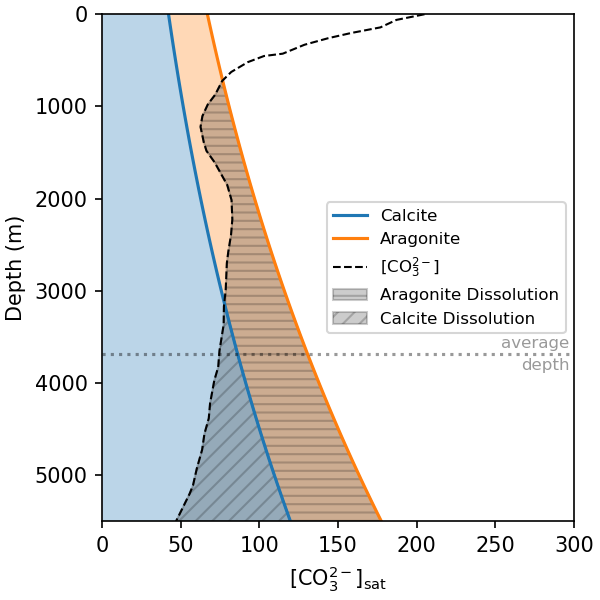 0
1000
2000
3000
4000
5000
Depth (m)
Calcite
Aragonite
[CO₃²⁻]
Aragonite Dissolution
Calcite Dissolution
average
depth
0 50 100 150 200 250 300
[CO₃²⁻]sat